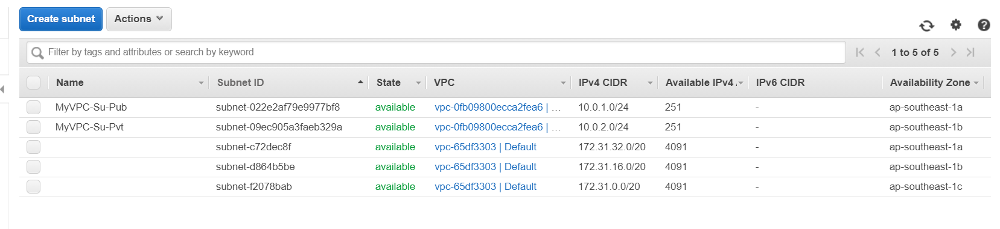 Create subnet Actions
Filter by tags and attributes or search by keyword 1 to 5 of 5
Name Subnet ID State VPC IPv4 CIDR Available IPv4 IPv6 CIDR Availability Zone
MyVPC-Su-Pub subnet-022e2af79e9977bf8 available vpc-0fb09800ecca2fea6 | ... 10.0.1.0/24 251 - ap-southeast-1a
MyVPC-Su-Pvt subnet-09ec905a3faeb329a available vpc-0fb09800ecca2fea6 | ... 10.0.2.0/24 251 - ap-southeast-1b
subnet-c72dec8f available vpc-65df3303 | Default 172.31.32.0/20 4091 - ap-southeast-1a
subnet-d864b5be available vpc-65df3303 | Default 172.31.16.0/20 4091 - ap-southeast-1b
subnet-f2078bab available vpc-65df3303 | Default 172.31.0.0/20 4091 - ap-southeast-1c